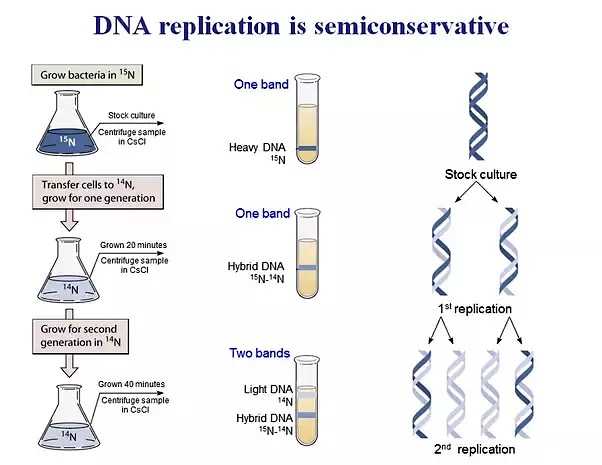 DNA replication is semiconservative
Grow bacteria in ¹⁵N
Stock culture
Centrifuge sample
in CsCl
¹⁵N
Transfer cells to ¹⁴N,
grow for one generation
Grown 20 minutes
Centrifuge sample
in CsCl
¹⁴N
Grow for second
generation in ¹⁴N
Grown 40 minutes
Centrifuge sample
in CsCl
¹⁴N
One band
Heavy DNA
¹⁵N
One band
Hybrid DNA
¹⁵N-¹⁴N
Two bands
Light DNA
¹⁴N
Hybrid DNA
¹⁵N-¹⁴N
Stock culture
1ˢᵗ replication
2ⁿᵈ replication